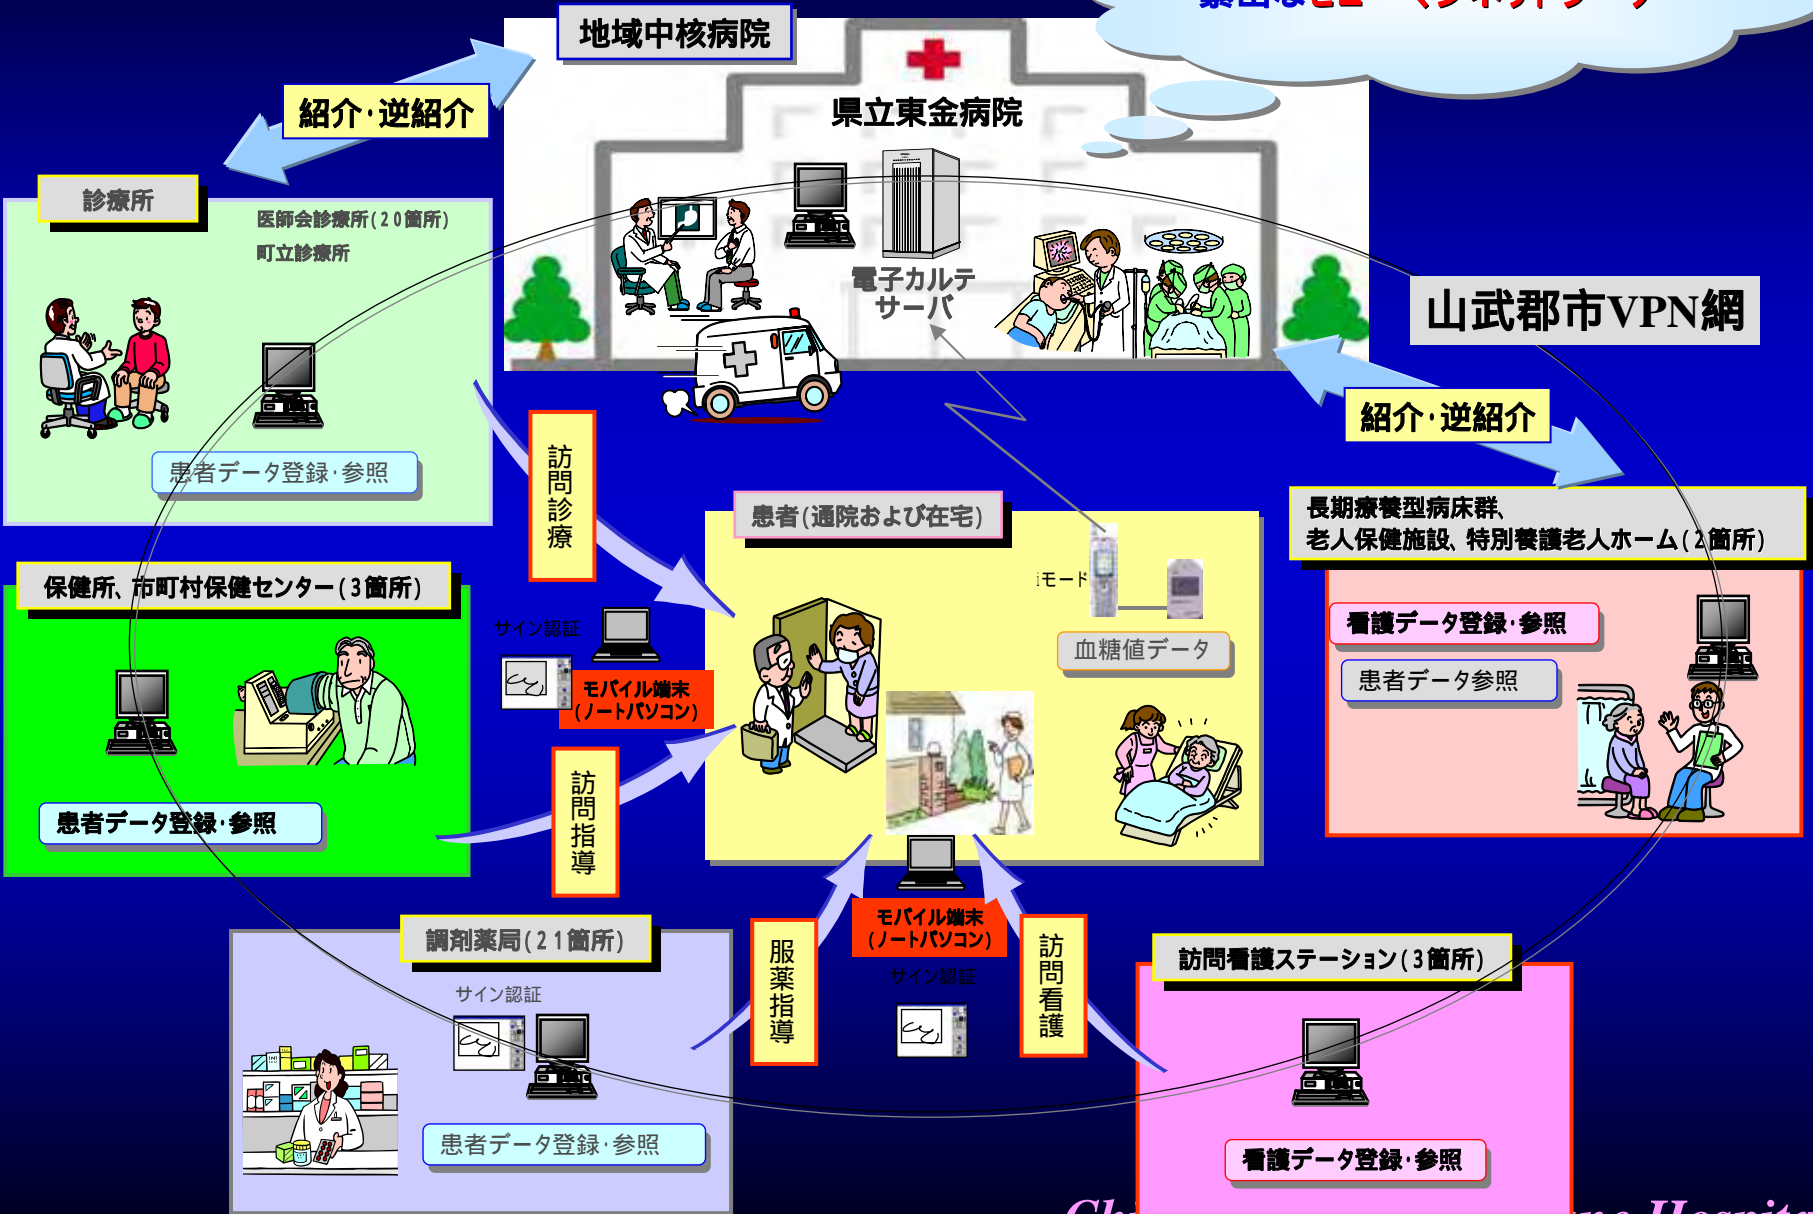 地域中核病院
紹介・逆紹介
県立東金病院
診療所
医師会診療所(20箇所)
町立診療所
電子カルテ
サーバ
山武郡市VPN網
紹介・逆紹介
患者データ登録・参照
訪問診療
患者(通院および在宅)
長期療養型病床群、
老人保健施設、特別養護老人ホーム(2箇所)
保健所、市町村保健センター(3箇所)
iモード
血糖値データ
サイン認証
モバイル端末
(ノートパソコン)
看護データ登録・参照
患者データ参照
患者データ登録・参照
訪問指導
調剤薬局(21箇所)
サイン認証
患者データ登録・参照
服薬指導
モバイル端末
(ノートパソコン)
サイン認証
訪問看護
訪問看護ステーション(3箇所)
看護データ登録・参照